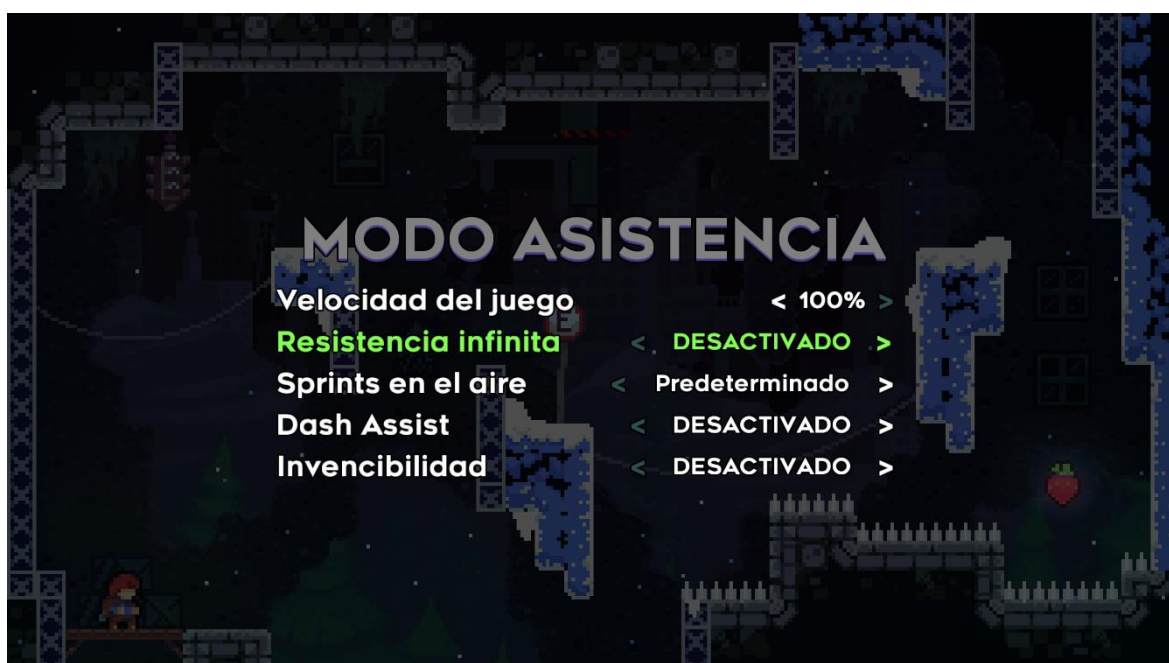 MODO ASISTENCIA
Velocidad del juego < 100% >
Resistencia infinita < DESACTIVADO >
Sprints en el aire < Predeterminado >
Dash Assist < DESACTIVADO >
Invencibilidad < DESACTIVADO >